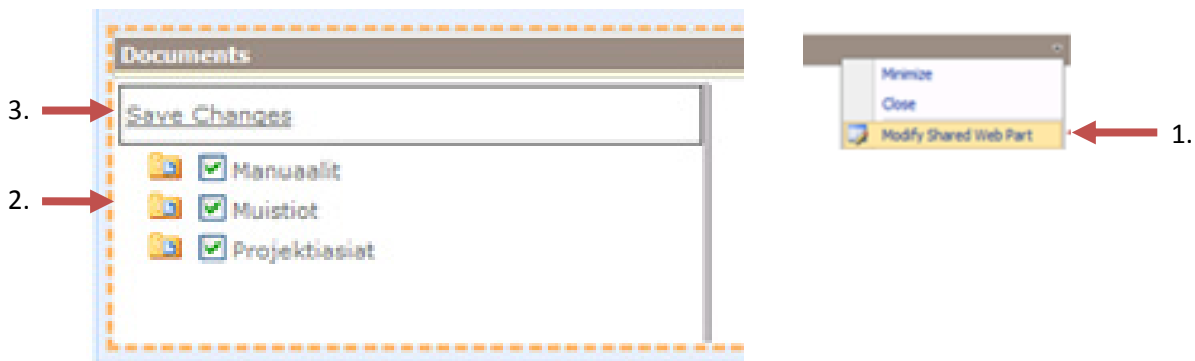 Documents
3.
Save Changes
Manuaalit
2.
Muistiot
Projektiasiat
Minimize
Close
Modify Shared Web Part
1.